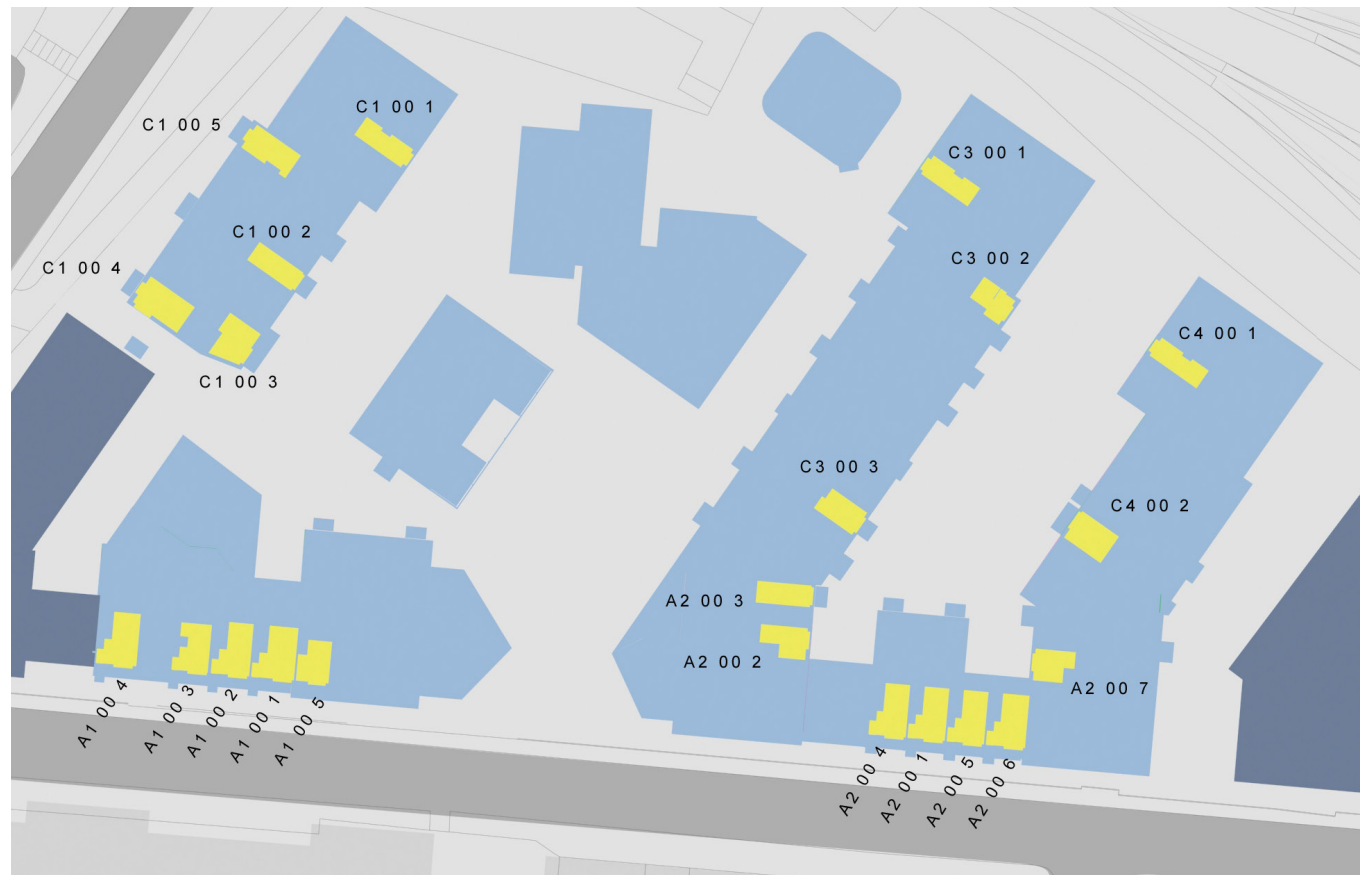 C1 00 1
C1 00 5
C3 00 1
C1 00 2
C3 00 2
C1 00 4
C4 00 1
C1 00 3
C3 00 3
C4 00 2
A2 00 3
A2 00 2
A2 00 7
A1 00 4
A1 00 3
A1 00 2
A1 00 1
A1 00 5
A2 00 4
A2 00 1
A2 00 5
A2 00 6